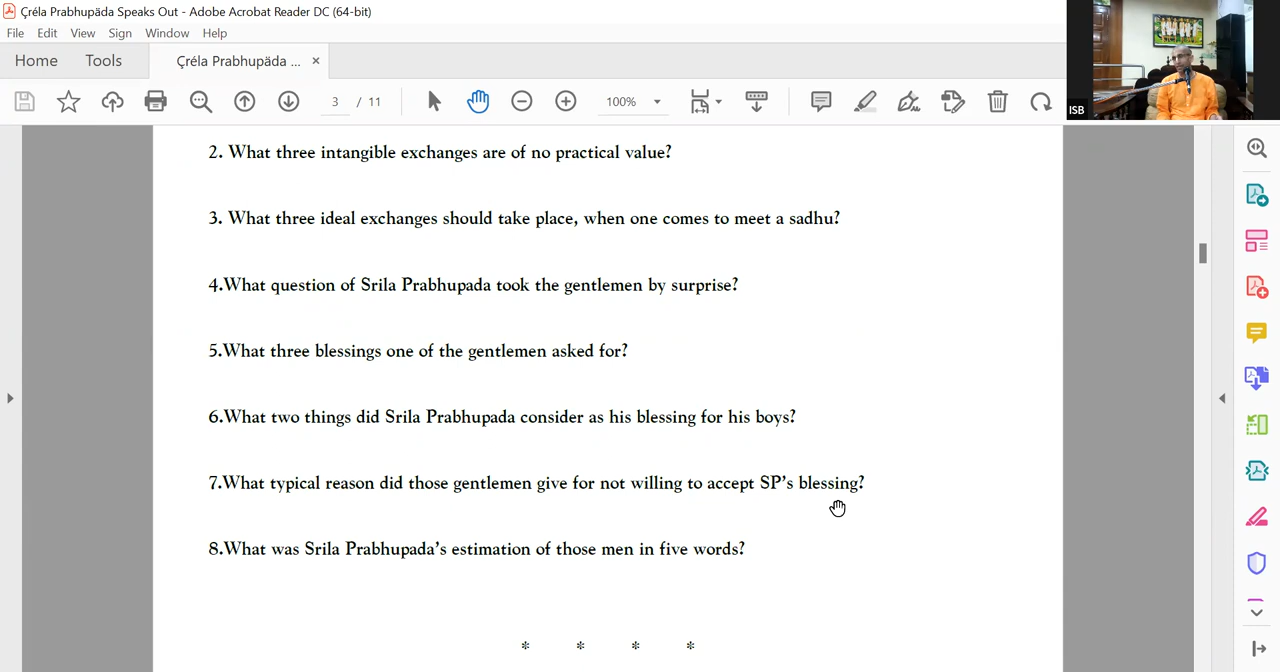 Çréla Prabhupäda Speaks Out - Adobe Acrobat Reader DC (64-bit)
File Edit View Sign Window Help
Home Tools Çréla Prabhupäda ... ×
3 / 11 100%
ISB
2. What three intangible exchanges are of no practical value?
3. What three ideal exchanges should take place, when one comes to meet a sadhu?
4.What question of Srila Prabhupada took the gentlemen by surprise?
5.What three blessings one of the gentlemen asked for?
6.What two things did Srila Prabhupada consider as his blessing for his boys?
7.What typical reason did those gentlemen give for not willing to accept SP's blessing?
8.What was Srila Prabhupada's estimation of those men in five words?
* * * *